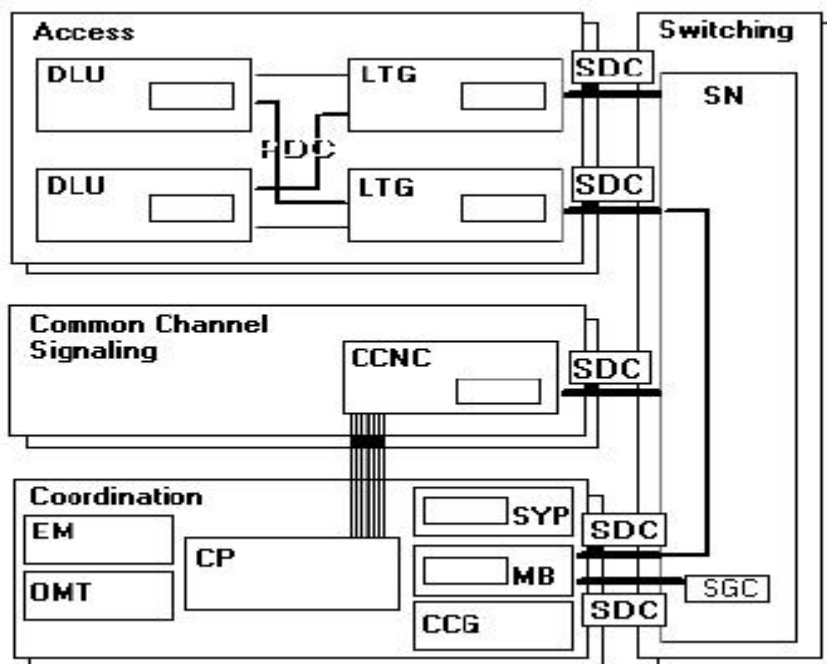 Access
Switching
DLU
LTG
SDC
SN
PDC
DLU
LTG
SDC
Common Channel
Signaling
CCNC
SDC
Coordination
EM
CP
SYP
SDC
OMT
MB
SGC
CCG
SDC